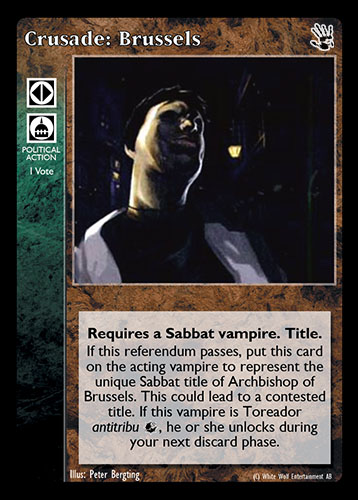 Crusade: Brussels
POLITICAL
ACTION
1 Vote
Requires a Sabbat vampire. Title.
If this referendum passes, put this card
on the acting vampire to represent the
unique Sabbat title of Archbishop of
Brussels. This could lead to a contested
title. If this vampire is Toreador
antitribu , he or she unlocks during
your next discard phase.
Illus: Peter Bergting
(C) White Wolf Entertainment AB